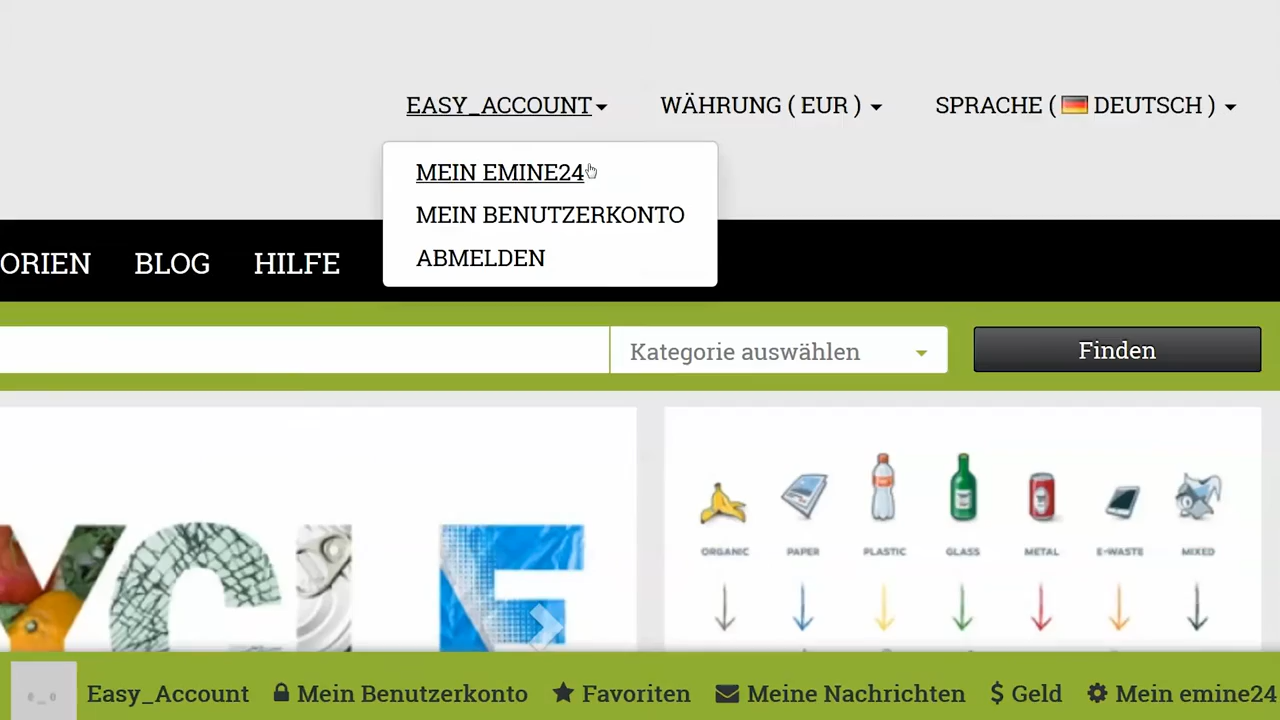 EASY_ACCOUNT
WÄHRUNG ( EUR )
SPRACHE ( DEUTSCH )
MEIN EMINE24
MEIN BENUTZERKONTO
ABMELDEN
ORIEN BLOG HILFE
Kategorie auswählen
Finden
YCLE
ORGANIC PAPER PLASTIC GLASS METAL E-WASTE MIXED
Easy_Account Mein Benutzerkonto Favoriten Meine Nachrichten $ Geld Mein emine24